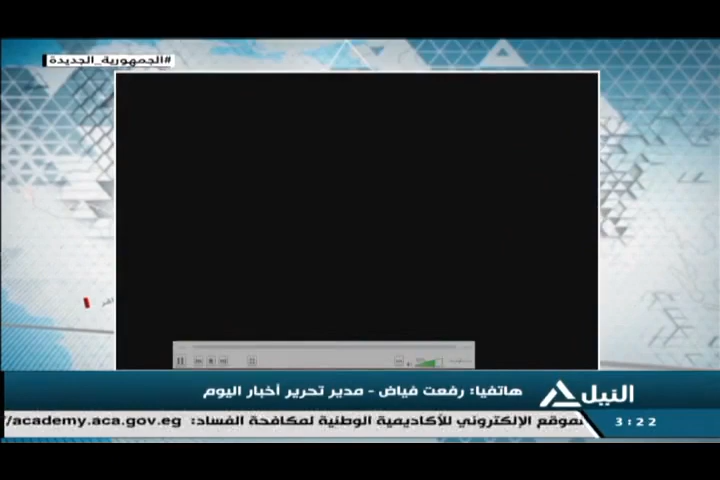 #الجمهورية_الجديدة
النيل
هاتفيا: رفعت فياض - مدير تحرير أخبار اليوم
3:22
موقع الإلكتروني للأكاديمية الوطنية لمكافحة الفساد: /academy.aca.gov.eg